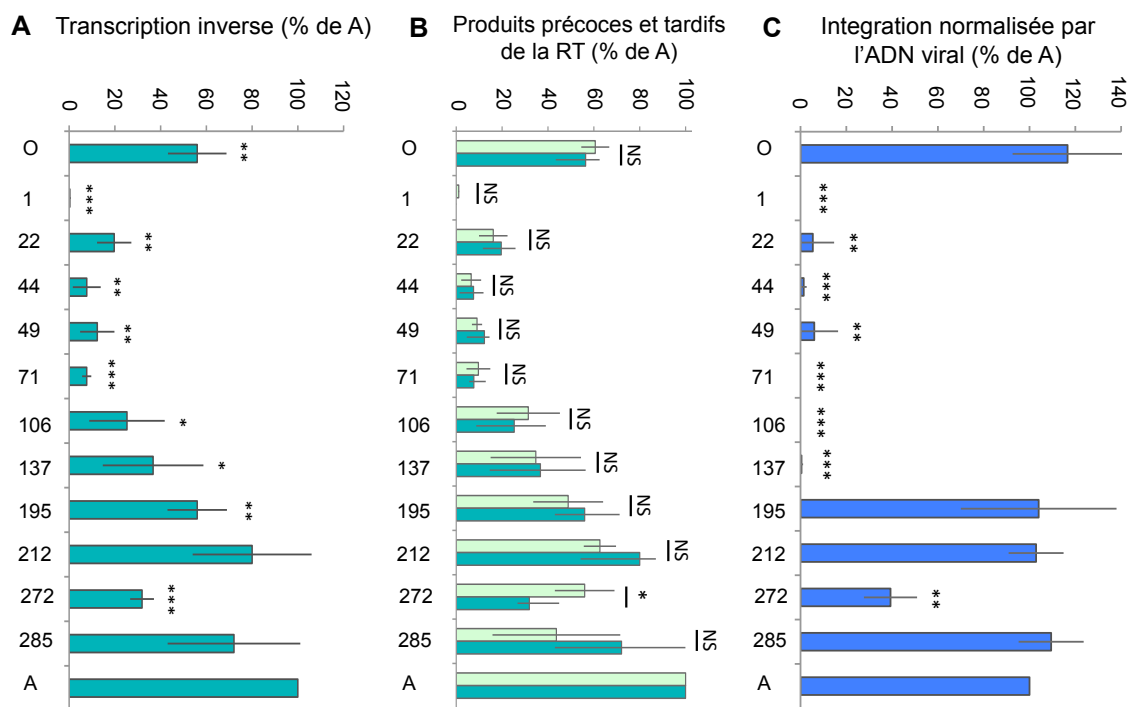 A Transcription inverse (% de A)
0 20 40 60 80 100 120
O **
1 ***
22 **
44 **
49 **
71 ***
106 *
137 *
195 **
212
272 ***
285
A
B Produits précoces et tardifs
de la RT (% de A)
0 20 40 60 80 100
O NS
1 NS
22 NS
44 NS
49 NS
71 NS
106 NS
137 NS
195 NS
212 NS
272 *
285 NS
A
C Integration normalisée par
l'ADN viral (% de A)
0 20 40 60 80 100 120 140
O
1 ***
22 **
44 ***
49 **
71 ***
106 ***
137 ***
195
212
272 **
285
A